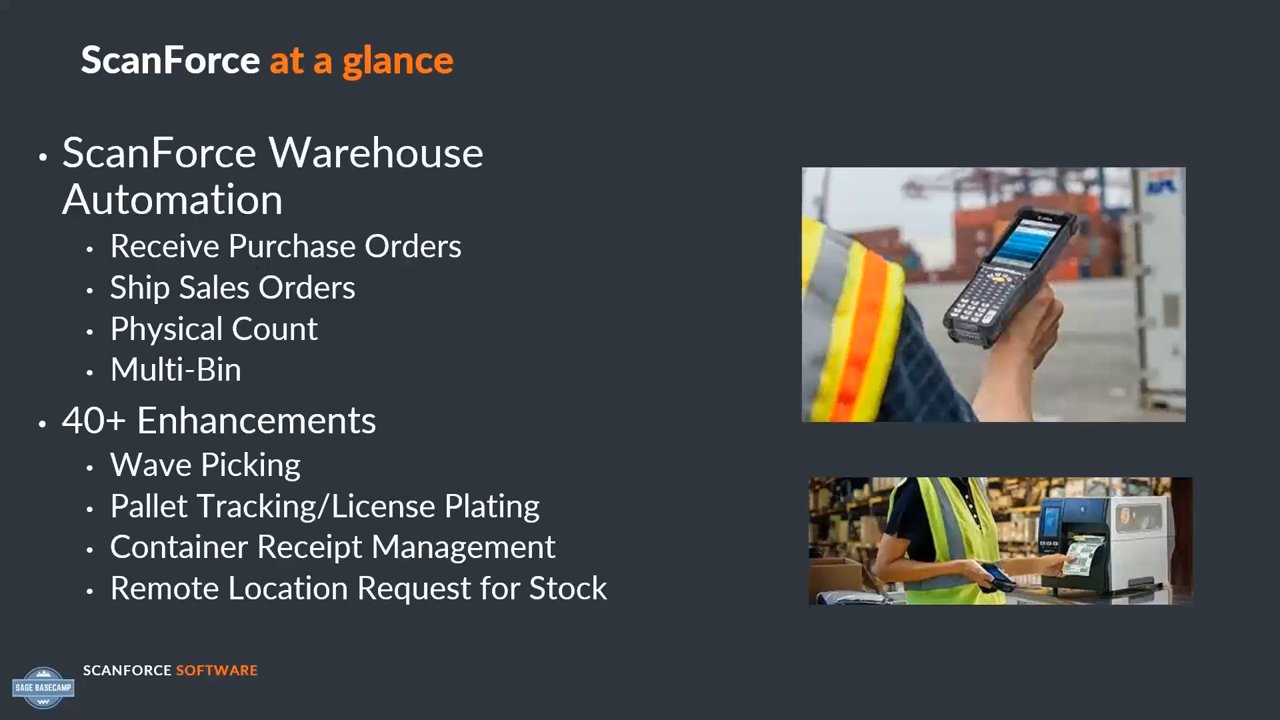 ScanForce at a glance
• ScanForce Warehouse
Automation
• Receive Purchase Orders
• Ship Sales Orders
• Physical Count
• Multi-Bin
• 40+ Enhancements
• Wave Picking
• Pallet Tracking/License Plating
• Container Receipt Management
• Remote Location Request for Stock
SCANFORCE SOFTWARE
SAGE BASECAMP